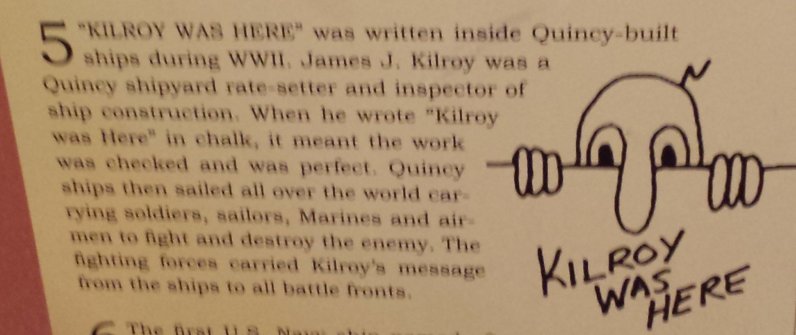 5 "KILROY WAS HERE" was written inside Quincy-built
ships during WWII. James J. Kilroy was a
Quincy shipyard rate-setter and inspector of
ship construction. When he wrote "Kilroy
was Here" in chalk, it meant the work
was checked and was perfect. Quincy
ships then sailed all over the world car-
rying soldiers, sailors, Marines and air-
men to fight and destroy the enemy. The
fighting forces carried Kilroy's message
from the ships to all battle fronts.
KILROY
WAS
HERE
The first U.S. Navy ship